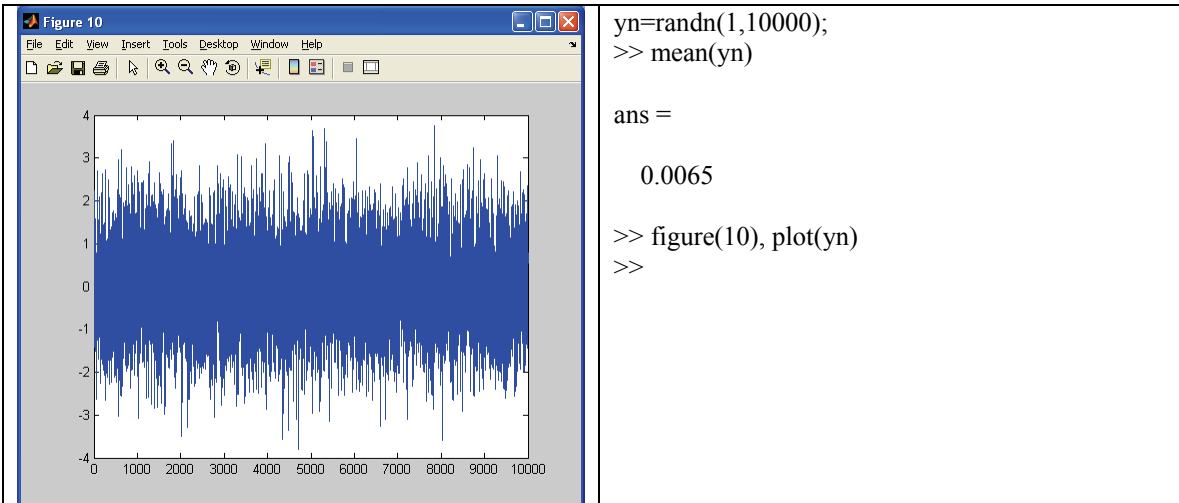 Figure 10
File Edit View Insert Tools Desktop Window Help
4
3
2
1
0
-1
-2
-3
-4
0 1000 2000 3000 4000 5000 6000 7000 8000 9000 10000
yn=randn(1,10000);
>> mean(yn)
ans =
0.0065
>> figure(10), plot(yn)
>>